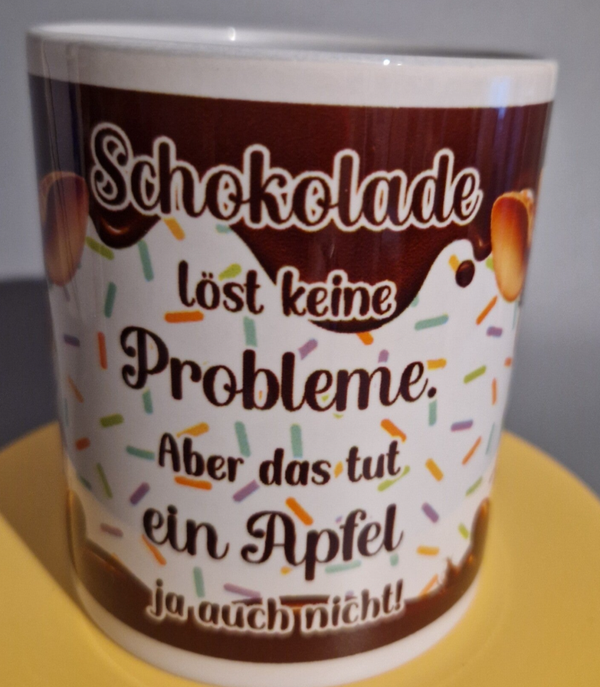 Schokolade
löst keine
Probleme.
Aber das tut
ein Apfel
ja auch nicht!